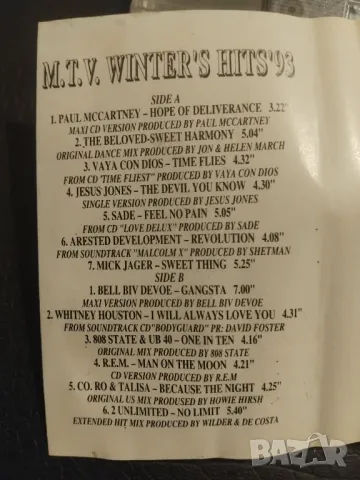 M.T.V. WINTER'S HITS'93
SIDE A
1. PAUL MCCARTNEY – HOPE OF DELIVERANCE 3.22"
MAXI CD VERSION PRODUCED BY PAUL MCCARTNEY
2. THE BELOVED-SWEET HARMONY 5.04"
ORIGINAL DANCE MIX PRODUCED BY JON & HELEN MARCH
3. VAYA CON DIOS – TIME FLIES 4.32"
FROM CD 'TIME FLIEST" PRODUCED BY VAYA CON DIOS
4. JESUS JONES – THE DEVIL YOU KNOW 4.30"
SINGLE VERSION PRODUCED BY JESUS JONES
5. SADE – FEEL NO PAIN 5.05"
FROM CD "LOVE DELUX" PRODUCED BY SADE
6. ARESTED DEVELOPMENT – REVOLUTION 4.08"
FROM SOUNDTRACK "MALCOLM X" PRODUCED BY SHETMAN
7. MICK JAGER – SWEET THING 5.25"
SIDE B
1. BELL BIV DEVOE – GANGSTA 7.00"
MAXI VERSION PRODUCED BY BELL BIV DEVOE
2. WHITNEY HOUSTON – I WILL ALWAYS LOVE YOU 4.31"
FROM SOUNDTRACK CD"BODYGUARD" PR: DAVID FOSTER
3. 808 STATE & UB 40 – ONE IN TEN 4.16"
ORIGINAL MIX PRODUCED BY 808 STATE
4. R.E.M. – MAN ON THE MOON 4.21"
CD VERSION PRODUCED BY R.E.M
5. CO. RO & TALISA – BECAUSE THE NIGHT 4.25"
ORIGINAL US MIX PRODUSED BY HOWIE HIRSH
6. 2 UNLIMITED – NO LIMIT 5.40"
EXTENDED HIT MIX PRODUCED BY WILDER & DE COSTA
bazar.bg